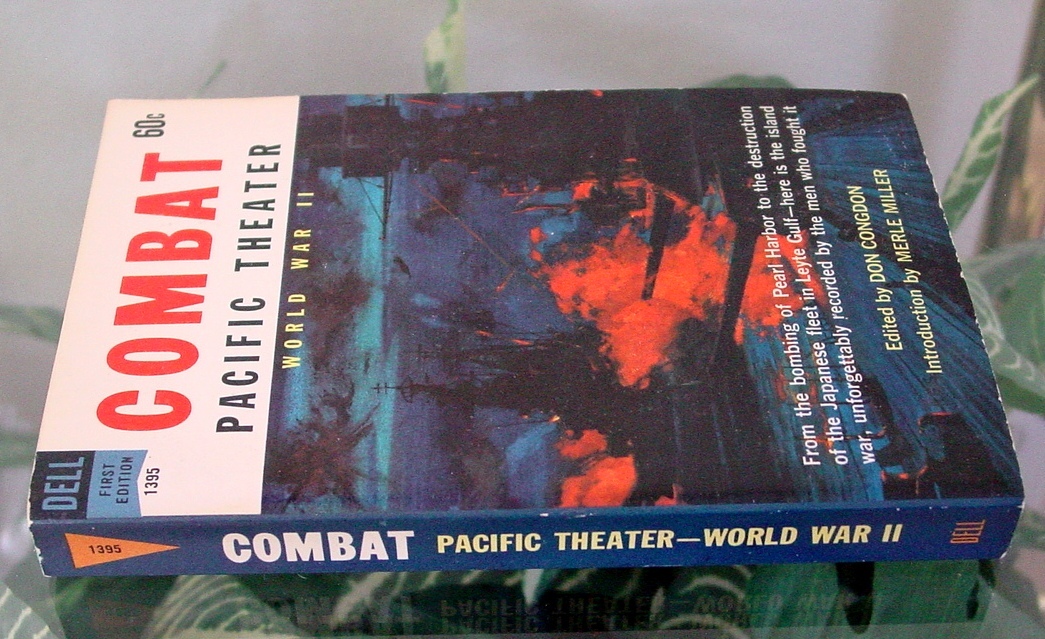 DELL
FIRST
EDITION
1395
COMBAT
60c
PACIFIC THEATER
WORLD WAR II
From the bombing of Pearl Harbor to the destruction
of the Japanese fleet in Leyte Gulf—here is the island
war, unforgettably recorded by the men who fought it
Edited by DON CONGDON
Introduction by MERLE MILLER
1395
COMBAT PACIFIC THEATER—WORLD WAR II
DELL